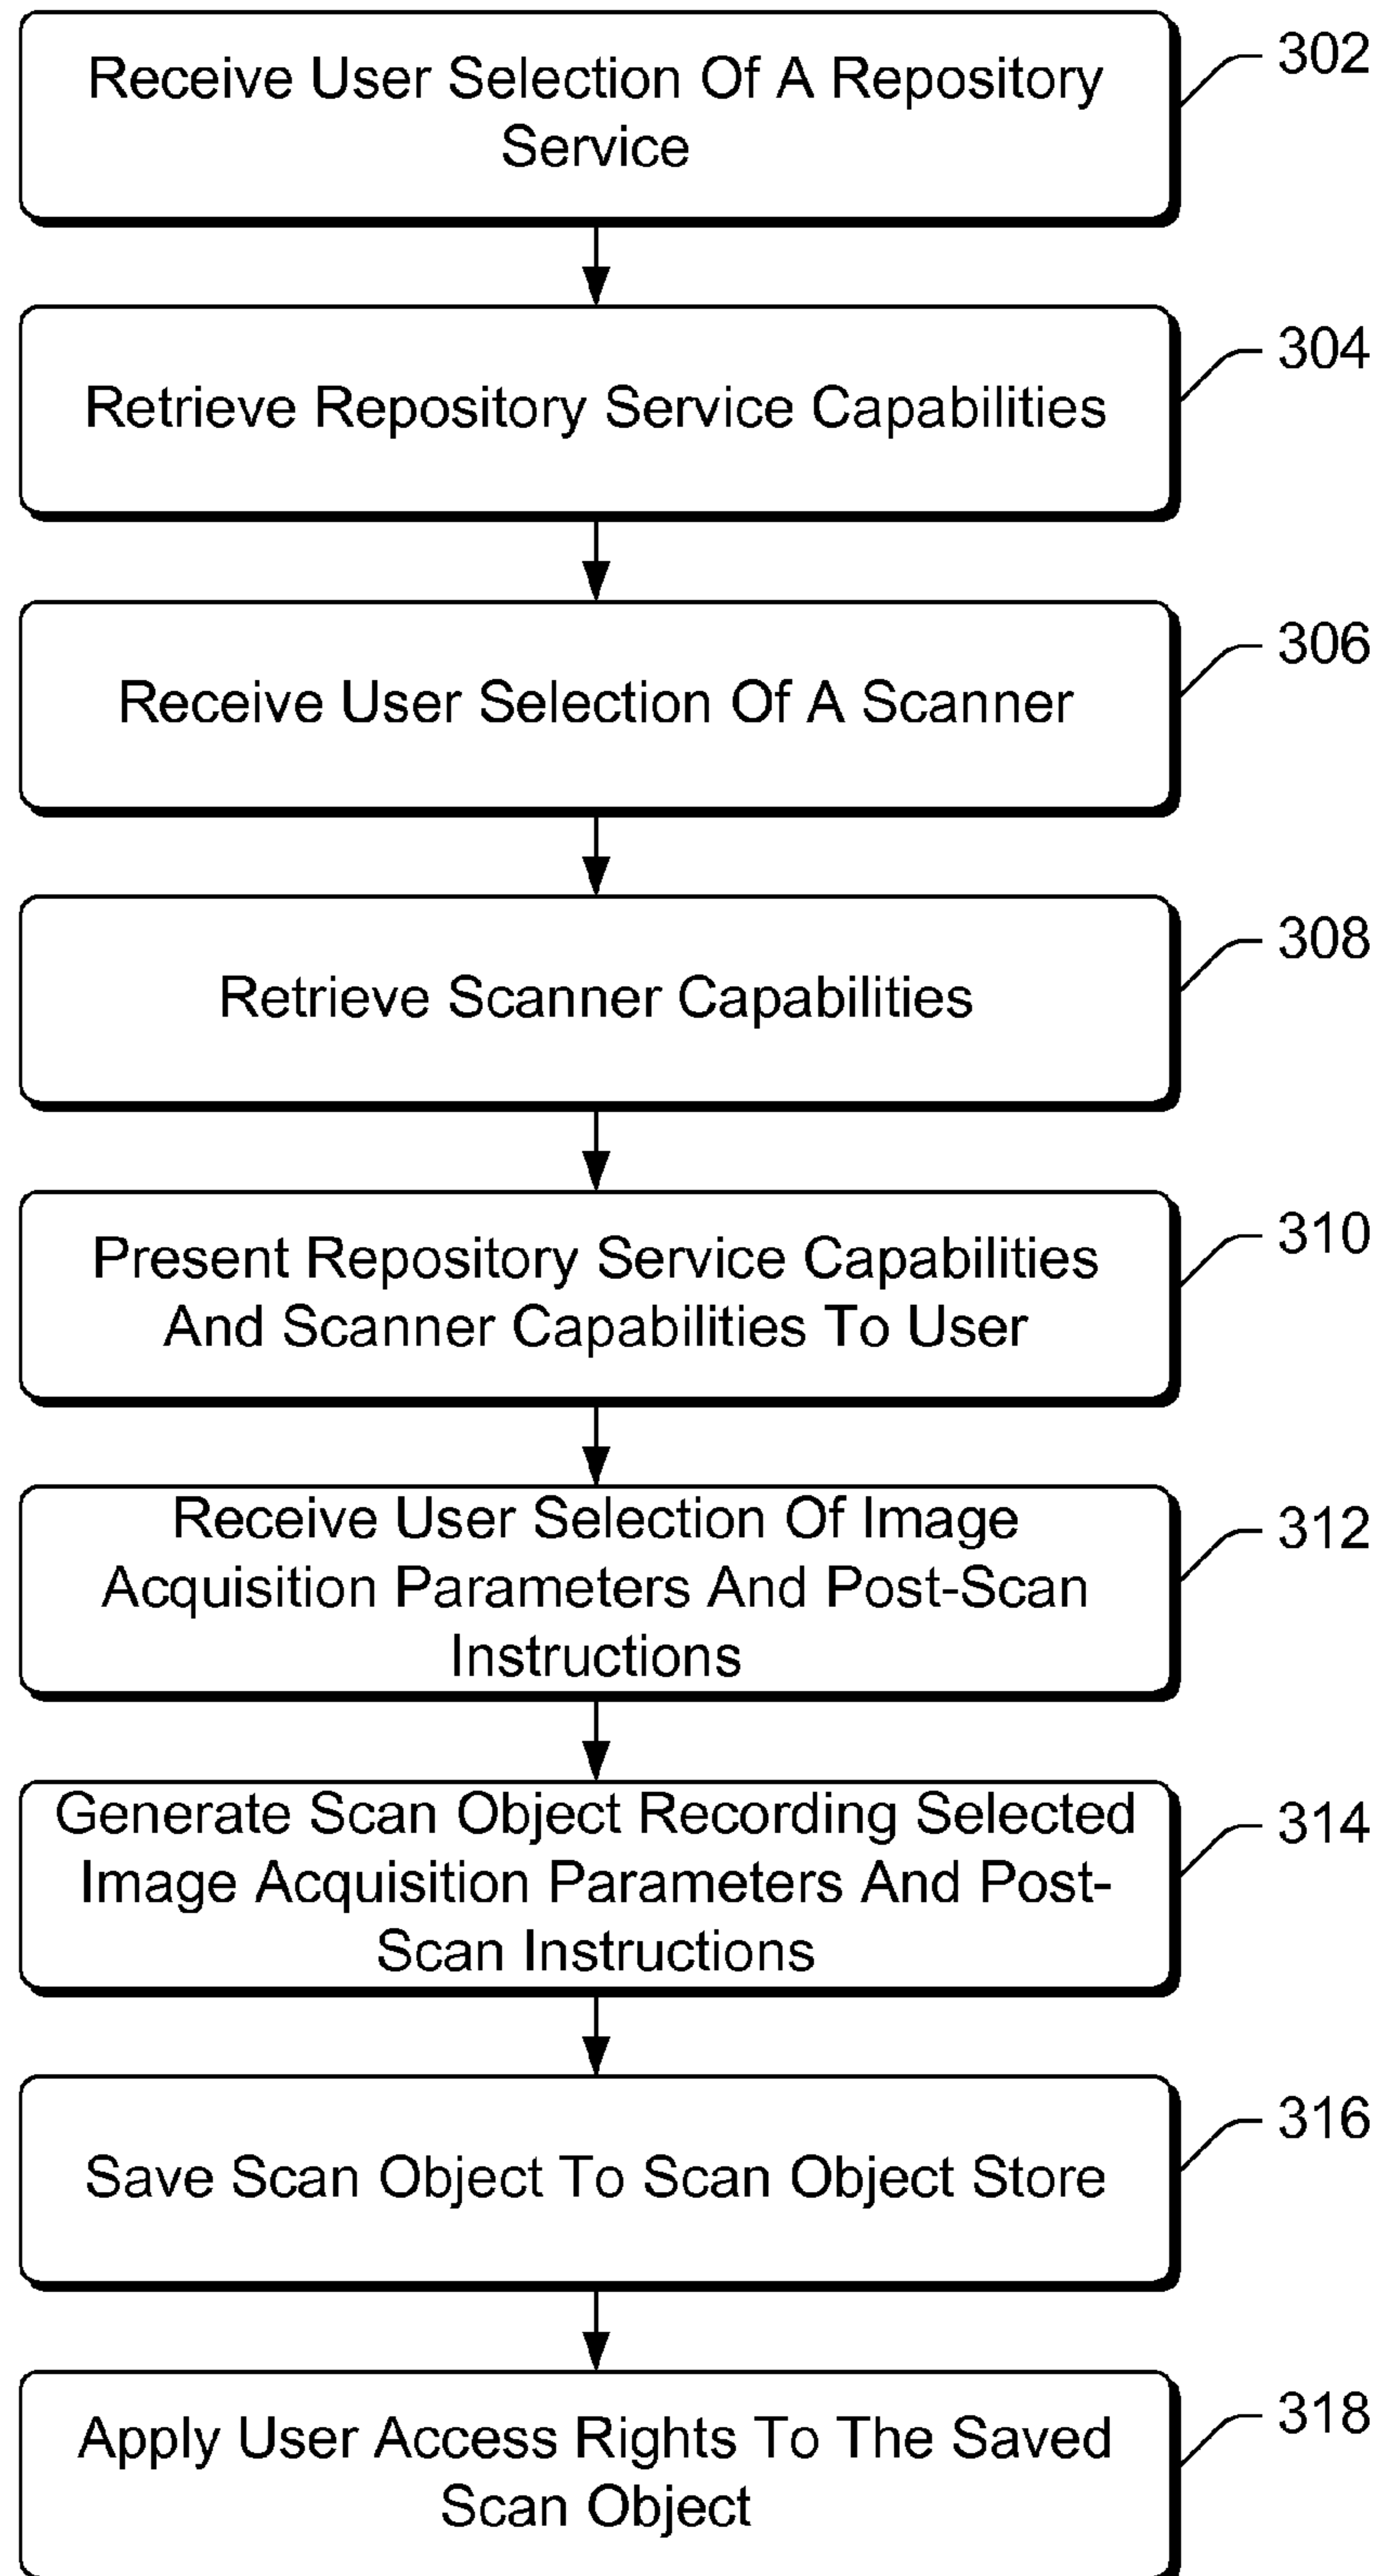 Receive User Selection Of A Repository
Service
302
Retrieve Repository Service Capabilities
304
Receive User Selection Of A Scanner
306
Retrieve Scanner Capabilities
308
Present Repository Service Capabilities
And Scanner Capabilities To User
310
Receive User Selection Of Image
Acquisition Parameters And Post-Scan
Instructions
312
Generate Scan Object Recording Selected
Image Acquisition Parameters And Post-
Scan Instructions
314
Save Scan Object To Scan Object Store
316
Apply User Access Rights To The Saved
Scan Object
318